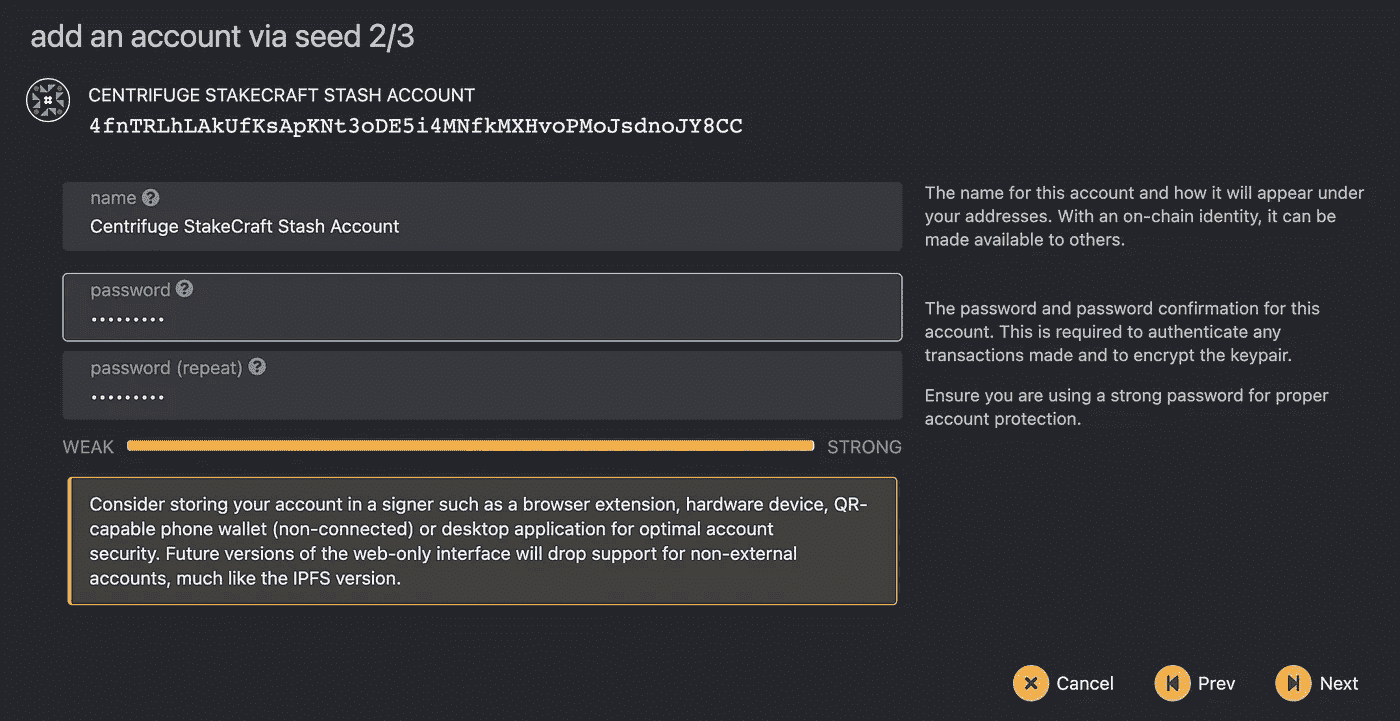 add an account via seed 2/3
CENTRIFUGE STAKECRAFT STASH ACCOUNT
4fnTRLhLAkUfKsApKNt3oDE5i4MNfkMXHvoPMoJsdnoJY8CC
name
Centrifuge StakeCraft Stash Account
The name for this account and how it will appear under
your addresses. With an on-chain identity, it can be
made available to others.
password
•••••••••
The password and password confirmation for this
account. This is required to authenticate any
transactions made and to encrypt the keypair.
password (repeat)
•••••••••
Ensure you are using a strong password for proper
account protection.
WEAK STRONG
Consider storing your account in a signer such as a browser extension, hardware device, QR-
capable phone wallet (non-connected) or desktop application for optimal account
security. Future versions of the web-only interface will drop support for non-external
accounts, much like the IPFS version.
Cancel Prev Next